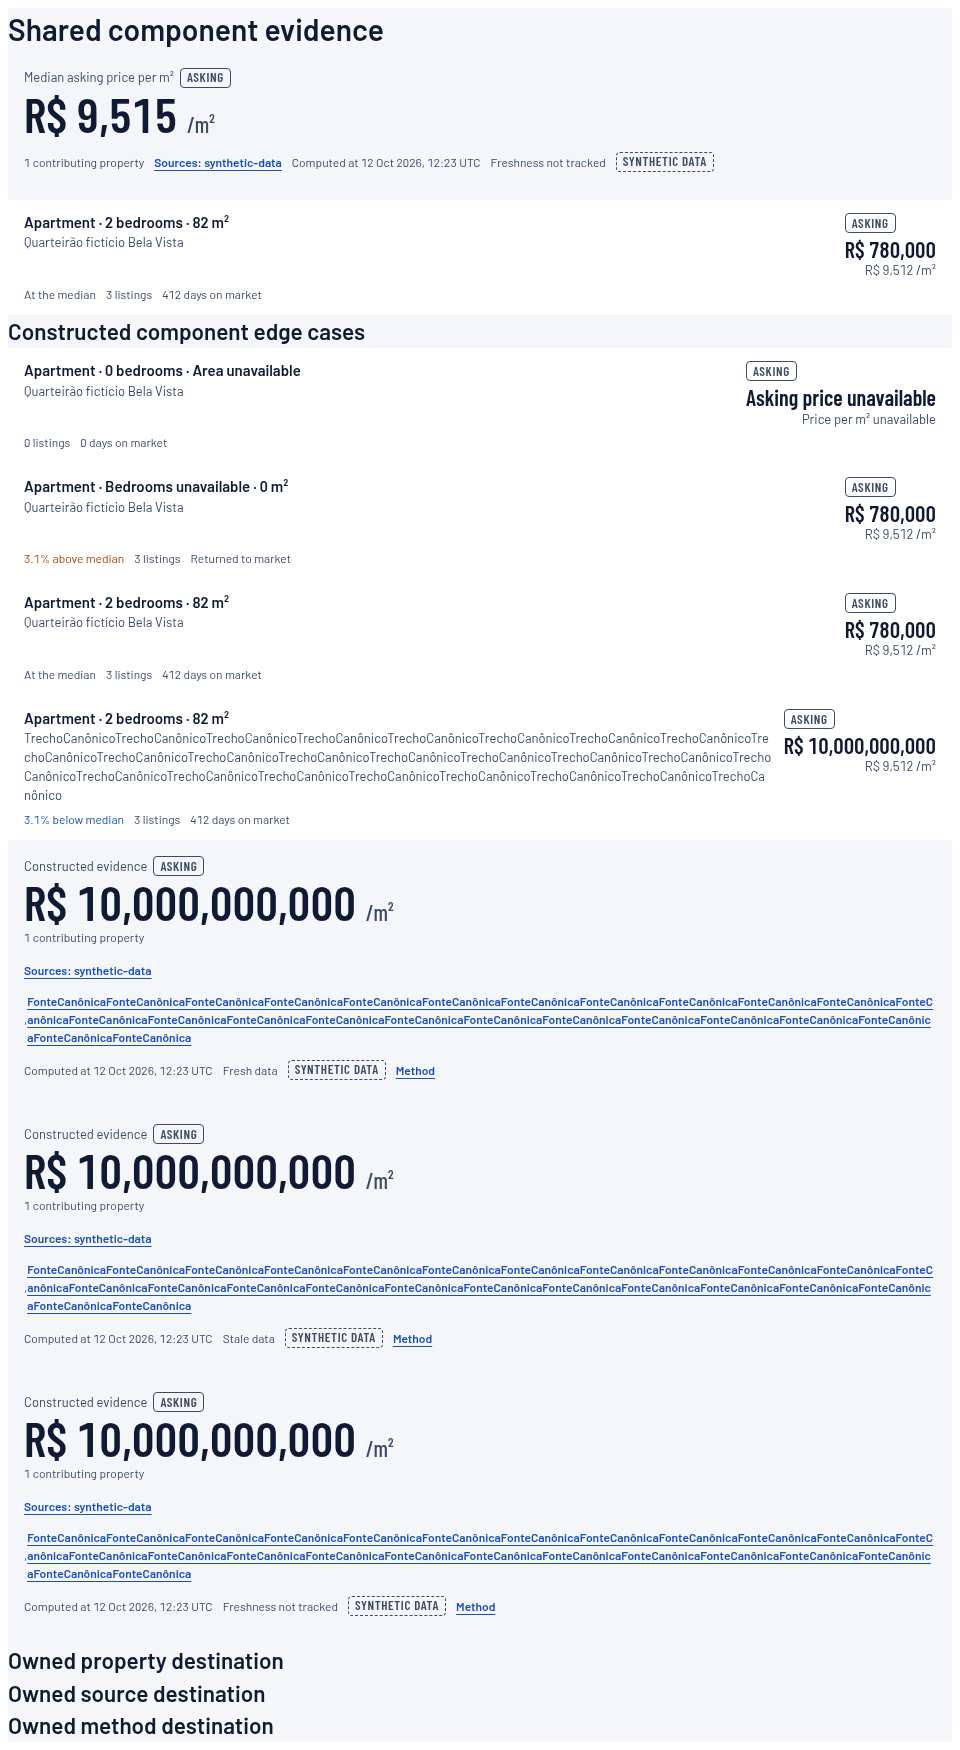 Shared component evidence
Median asking price per m² ASKING
R$ 9,515 /m²
1 contributing property Sources: synthetic-data Computed at 12 Oct 2026, 12:23 UTC Freshness not tracked SYNTHETIC DATA
Apartment · 2 bedrooms · 82 m²
Quarteirão fictício Bela Vista
ASKING
R$ 780,000
R$ 9,512 /m²
At the median 3 listings 412 days on market
Constructed component edge cases
Apartment · 0 bedrooms · Area unavailable
Quarteirão fictício Bela Vista
ASKING
Asking price unavailable
Price per m² unavailable
0 listings 0 days on market
Apartment · Bedrooms unavailable · 0 m²
Quarteirão fictício Bela Vista
ASKING
R$ 780,000
R$ 9,512 /m²
3.1% above median 3 listings Returned to market
Apartment · 2 bedrooms · 82 m²
Quarteirão fictício Bela Vista
ASKING
R$ 780,000
R$ 9,512 /m²
At the median 3 listings 412 days on market
Apartment · 2 bedrooms · 82 m²
TrechoCanônicoTrechoCanônicoTrechoCanônicoTrechoCanônicoTrechoCanônicoTrechoCanônicoTrechoCanônicoTrechoCanônicoTre
choCanônicoTrechoCanônicoTrechoCanônicoTrechoCanônicoTrechoCanônicoTrechoCanônicoTrechoCanônicoTrechoCanônicoTrecho
CanônicoTrechoCanônicoTrechoCanônicoTrechoCanônicoTrechoCanônicoTrechoCanônicoTrechoCanônicoTrechoCanônicoTrechoCa
nônico
ASKING
R$ 10,000,000,000
R$ 9,512 /m²
3.1% below median 3 listings 412 days on market
Constructed evidence ASKING
R$ 10,000,000,000 /m²
1 contributing property
Sources: synthetic-data
FonteCanônicaFonteCanônicaFonteCanônicaFonteCanônicaFonteCanônicaFonteCanônicaFonteCanônicaFonteCanônicaFonteCanônicaFonteCanônicaFonteCanônicaFonteC
, anônicaFonteCanônicaFonteCanônicaFonteCanônicaFonteCanônicaFonteCanônicaFonteCanônicaFonteCanônicaFonteCanônicaFonteCanônicaFonteCanônicaFonteCanônic
aFonteCanônicaFonteCanônica
Computed at 12 Oct 2026, 12:23 UTC Fresh data SYNTHETIC DATA Method
Constructed evidence ASKING
R$ 10,000,000,000 /m²
1 contributing property
Sources: synthetic-data
FonteCanônicaFonteCanônicaFonteCanônicaFonteCanônicaFonteCanônicaFonteCanônicaFonteCanônicaFonteCanônicaFonteCanônicaFonteCanônicaFonteCanônicaFonteC
, anônicaFonteCanônicaFonteCanônicaFonteCanônicaFonteCanônicaFonteCanônicaFonteCanônicaFonteCanônicaFonteCanônicaFonteCanônicaFonteCanônicaFonteCanônic
aFonteCanônicaFonteCanônica
Computed at 12 Oct 2026, 12:23 UTC Stale data SYNTHETIC DATA Method
Constructed evidence ASKING
R$ 10,000,000,000 /m²
1 contributing property
Sources: synthetic-data
FonteCanônicaFonteCanônicaFonteCanônicaFonteCanônicaFonteCanônicaFonteCanônicaFonteCanônicaFonteCanônicaFonteCanônicaFonteCanônicaFonteCanônicaFonteC
, anônicaFonteCanônicaFonteCanônicaFonteCanônicaFonteCanônicaFonteCanônicaFonteCanônicaFonteCanônicaFonteCanônicaFonteCanônicaFonteCanônicaFonteCanônic
aFonteCanônicaFonteCanônica
Computed at 12 Oct 2026, 12:23 UTC Freshness not tracked SYNTHETIC DATA Method
Owned property destination
Owned source destination
Owned method destination